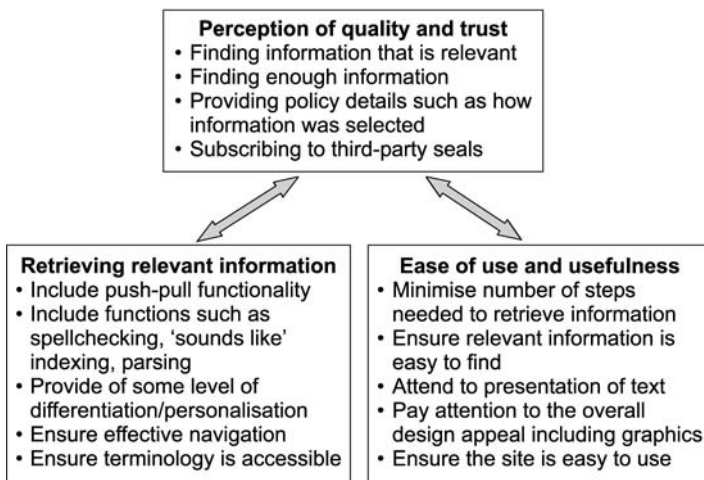 Perception of quality and trust
• Finding information that is relevant
• Finding enough information
• Providing policy details such as how
information was selected
• Subscribing to third-party seals
Retrieving relevant information
• Include push-pull functionality
• Include functions such as
spellchecking, ‘sounds like’
indexing, parsing
• Provide of some level of
differentiation/personalisation
• Ensure effective navigation
• Ensure terminology is accessible
Ease of use and usefulness
• Minimise number of steps
needed to retrieve information
• Ensure relevant information is
easy to find
• Attend to presentation of text
• Pay attention to the overall
design appeal including graphics
• Ensure the site is easy to use